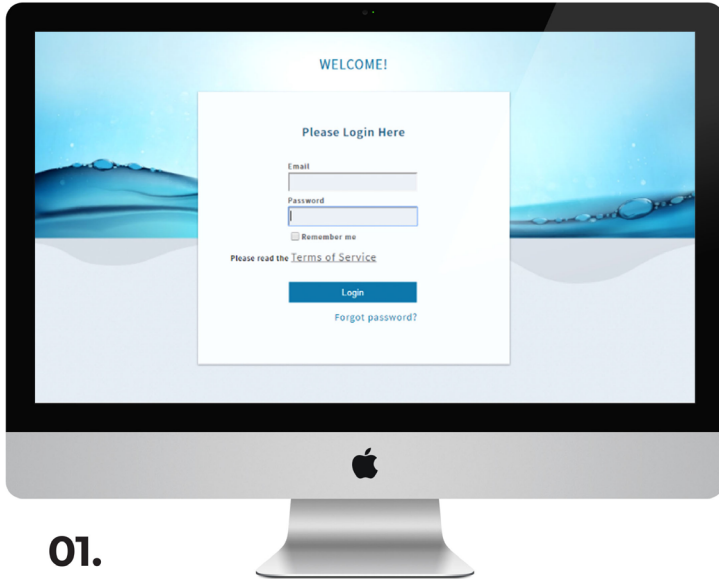 WELCOME!
Please Login Here
Email
Password
Remember me
Please read the Terms of Service
Login
Forgot password?
01.